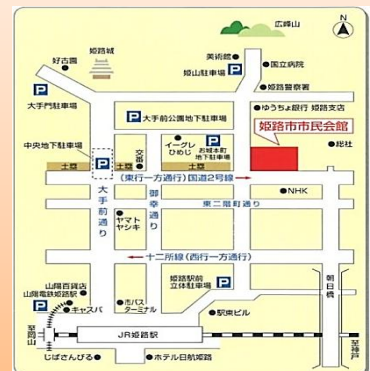 広峰山
N
姫路城
好古園
美術館
国立病院
姫山駐車場
P
姫路警察署
P
大手門駐車場
P
大手前公園地下駐車場
ゆうちょ銀行 姫路支店
姫路市市民会館
中央地下駐車場
交番
イーグレ
ひめじ
お城本町
地下駐車場
P
総社
P
土塁
土塁
土塁
(東行一方通行)国道2号線
NHK
大手前通り
御幸通り
東二階町通り
ヤマト
ヤシキ
十二所線(西行一方通行)
朝日橋
山陽百貨店
山陽電鉄姫路駅
P
キャスパ
市バス
ターミナル
姫路駅前
立体駐車場
P
駅東ビル
至岡山
JR姫路駅
至神戸
じばさんびる
ホテル日航姫路